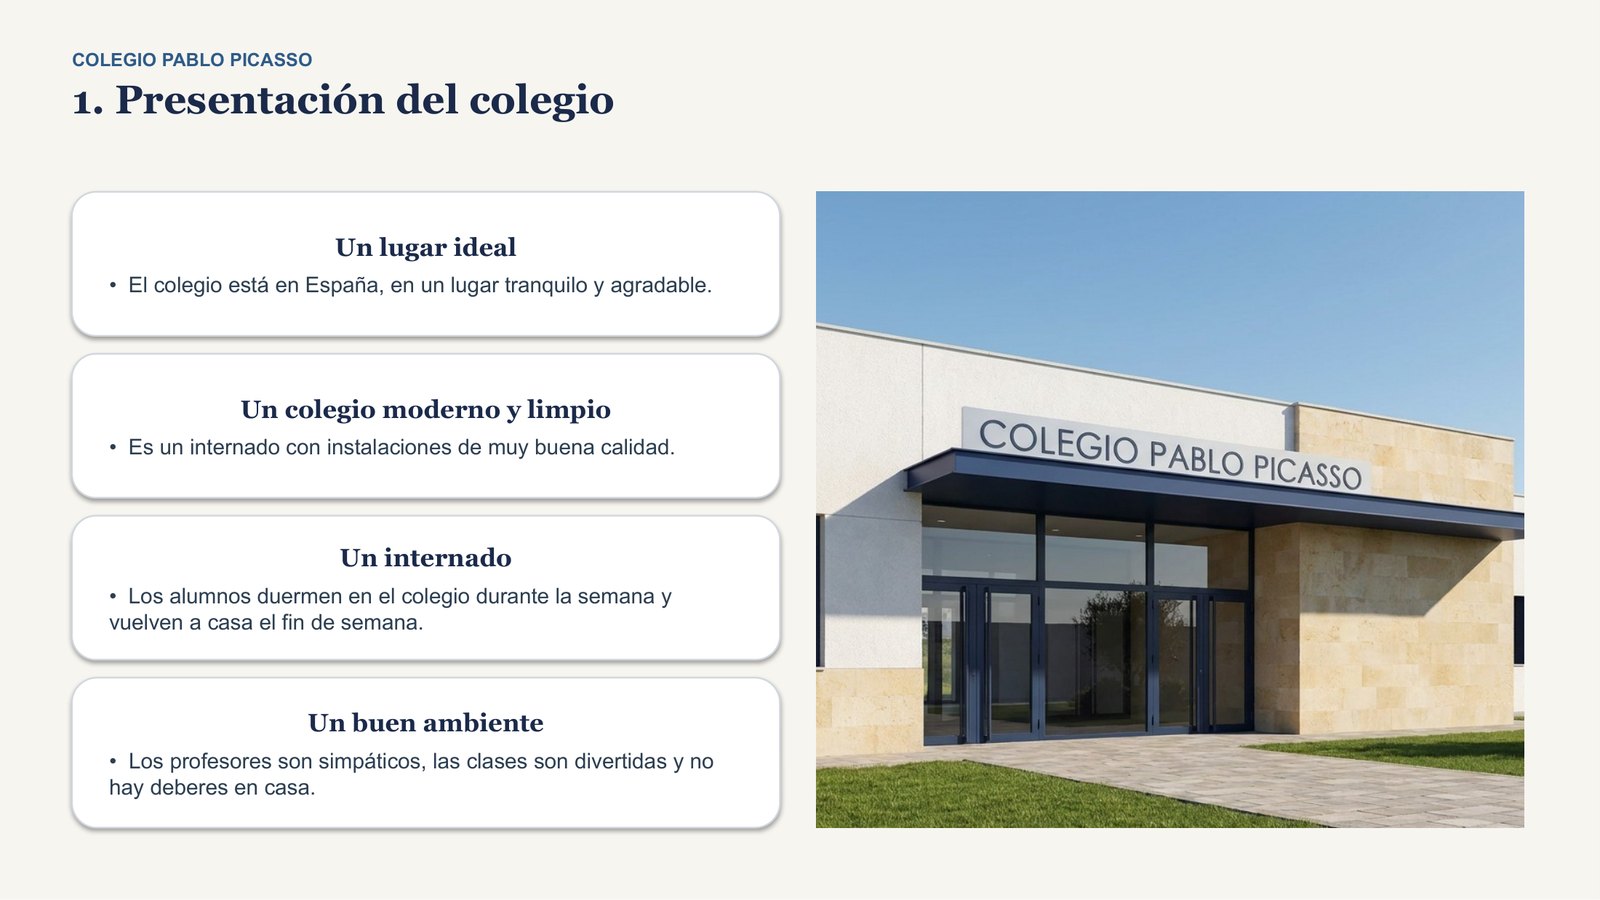 COLEGIO PABLO PICASSO
1. Presentación del colegio
Un lugar ideal
• El colegio está en España, en un lugar tranquilo y agradable.
Un colegio moderno y limpio
• Es un internado con instalaciones de muy buena calidad.
Un internado
• Los alumnos duermen en el colegio durante la semana y
vuelven a casa el fin de semana.
Un buen ambiente
• Los profesores son simpáticos, las clases son divertidas y no
hay deberes en casa.
COLEGIO PABLO PICASSO